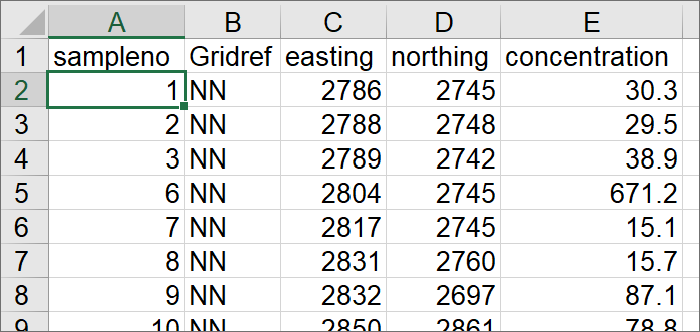 A B C D E
1 sampleno Gridref easting northing concentration
2 1 NN 2786 2745 30.3
3 2 NN 2788 2748 29.5
4 3 NN 2789 2742 38.9
5 6 NN 2804 2745 671.2
6 7 NN 2817 2745 15.1
7 8 NN 2831 2760 15.7
8 9 NN 2832 2697 87.1
9 10 NN 2850 2861 78.8